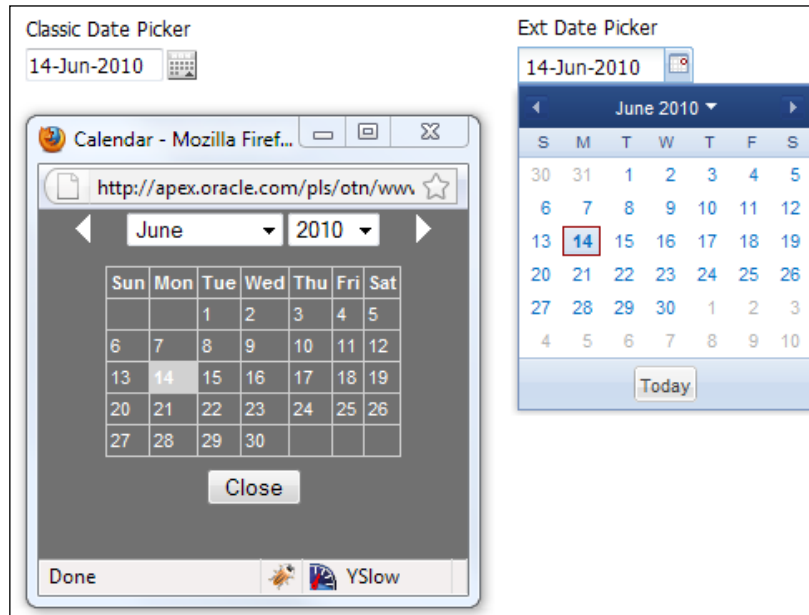 Classic Date Picker
14-Jun-2010
Calendar - Mozilla Firef...
http://apex.oracle.com/pls/otn/www
June 2010
Sun Mon Tue Wed Thu Fri Sat
1 2 3 4 5
6 7 8 9 10 11 12
13 14 15 16 17 18 19
20 21 22 23 24 25 26
27 28 29 30
Close
Done YSlow
Ext Date Picker
14-Jun-2010
June 2010
S M T W T F S
30 31 1 2 3 4 5
6 7 8 9 10 11 12
13 14 15 16 17 18 19
20 21 22 23 24 25 26
27 28 29 30 1 2 3
4 5 6 7 8 9 10
Today